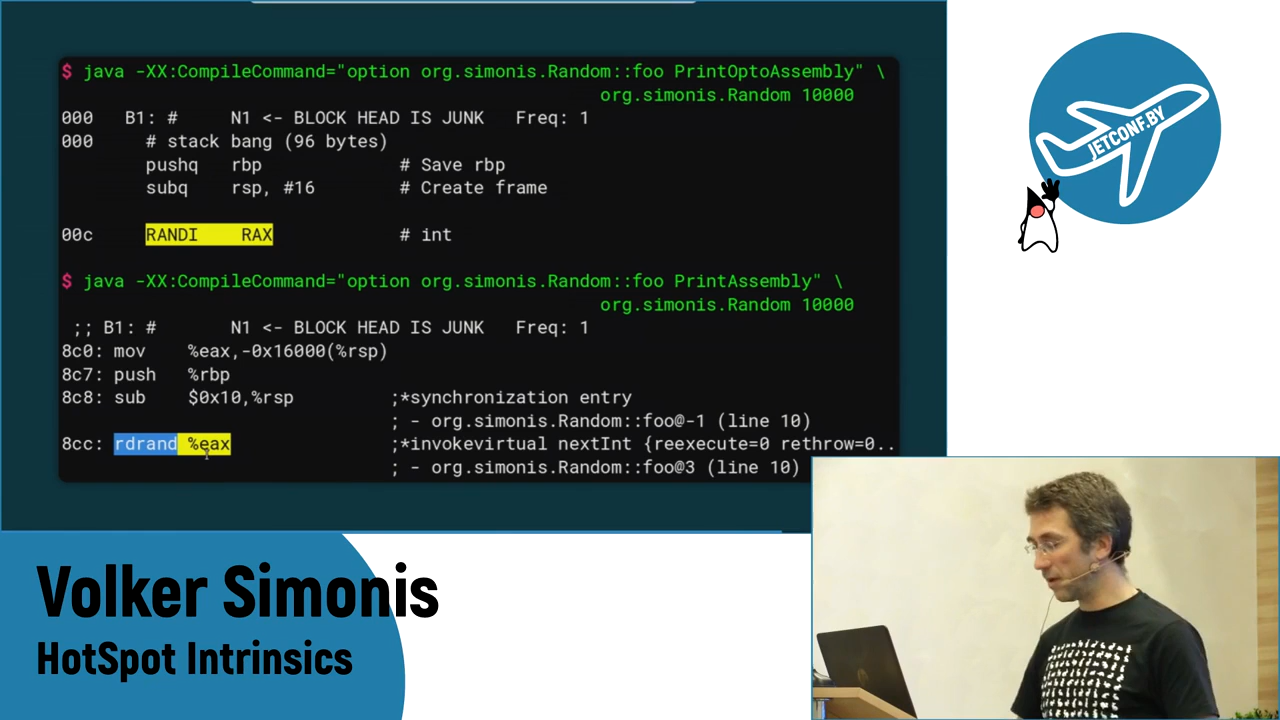 $ java -XX:CompileCommand="option org.simonis.Random::foo PrintOptoAssembly" \
org.simonis.Random 10000
000 B1: # N1 <- BLOCK HEAD IS JUNK Freq: 1
000 # stack bang (96 bytes)
pushq rbp # Save rbp
subq rsp, #16 # Create frame
00c RANDI RAX # int
$ java -XX:CompileCommand="option org.simonis.Random::foo PrintAssembly" \
org.simonis.Random 10000
;; B1: # N1 <- BLOCK HEAD IS JUNK Freq: 1
8c0: mov %eax,-0x16000(%rsp)
8c7: push %rbp
8c8: sub $0x10,%rsp ;*synchronization entry
; - org.simonis.Random::foo@-1 (line 10)
8cc: rdrand %eax ;*invokevirtual nextInt {reexecute=0 rethrow=0..
; - org.simonis.Random::foo@3 (line 10)
JETCONF.BY
Volker Simonis
HotSpot Intrinsics